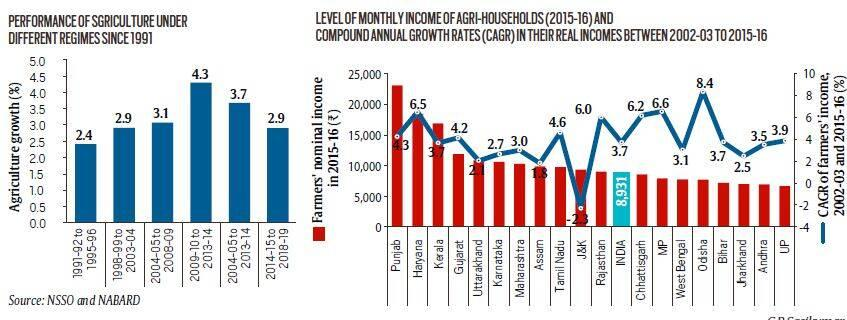 PERFORMANCE OF SGRICULTURE UNDER
DIFFERENT REGIMES SINCE 1991
Agriculture growth (%)
5.0
4.5
4.0
3.5
3.0
2.5
2.0
1.5
1.0
0.5
0.0
2.4
2.9
3.1
4.3
3.7
2.9
1991-92 to
1995-96
1998-99 to
2003-04
2004-05 to
2008-09
2009-10 to
2013-14
2004-05 to
2013-14
2014-15 to
2018-19
Source: NSSO and NABARD
LEVEL OF MONTHLY INCOME OF AGRI-HOUSEHOLDS (2015-16) AND
COMPOUND ANNUAL GROWTH RATES (CAGR) IN THEIR REAL INCOMES BETWEEN 2002-03 TO 2015-16
Farmers' nominal income
in 2015-16 (₹)
25,000
20,000
15,000
10,000
5,000
0
4.3
6.5
3.7
4.2
2.1
2.7
3.0
1.8
4.6
-2.3
6.0
3.7
6.2
6.6
3.1
8.4
3.7
2.5
3.5
3.9
8,931
Punjab
Haryana
Kerala
Gujarat
Uttarakhand
Karnataka
Maharashtra
Assam
Tamil Nadu
J&K
Rajasthan
INDIA
Chhattisgarh
MP
West Bengal
Odsha
Bihar
Jharkhand
Andhra
UP
10
8
6
4
2
0
-2
-4
CAGR of farmers' income,
2002-03 and 2015-16 (%)